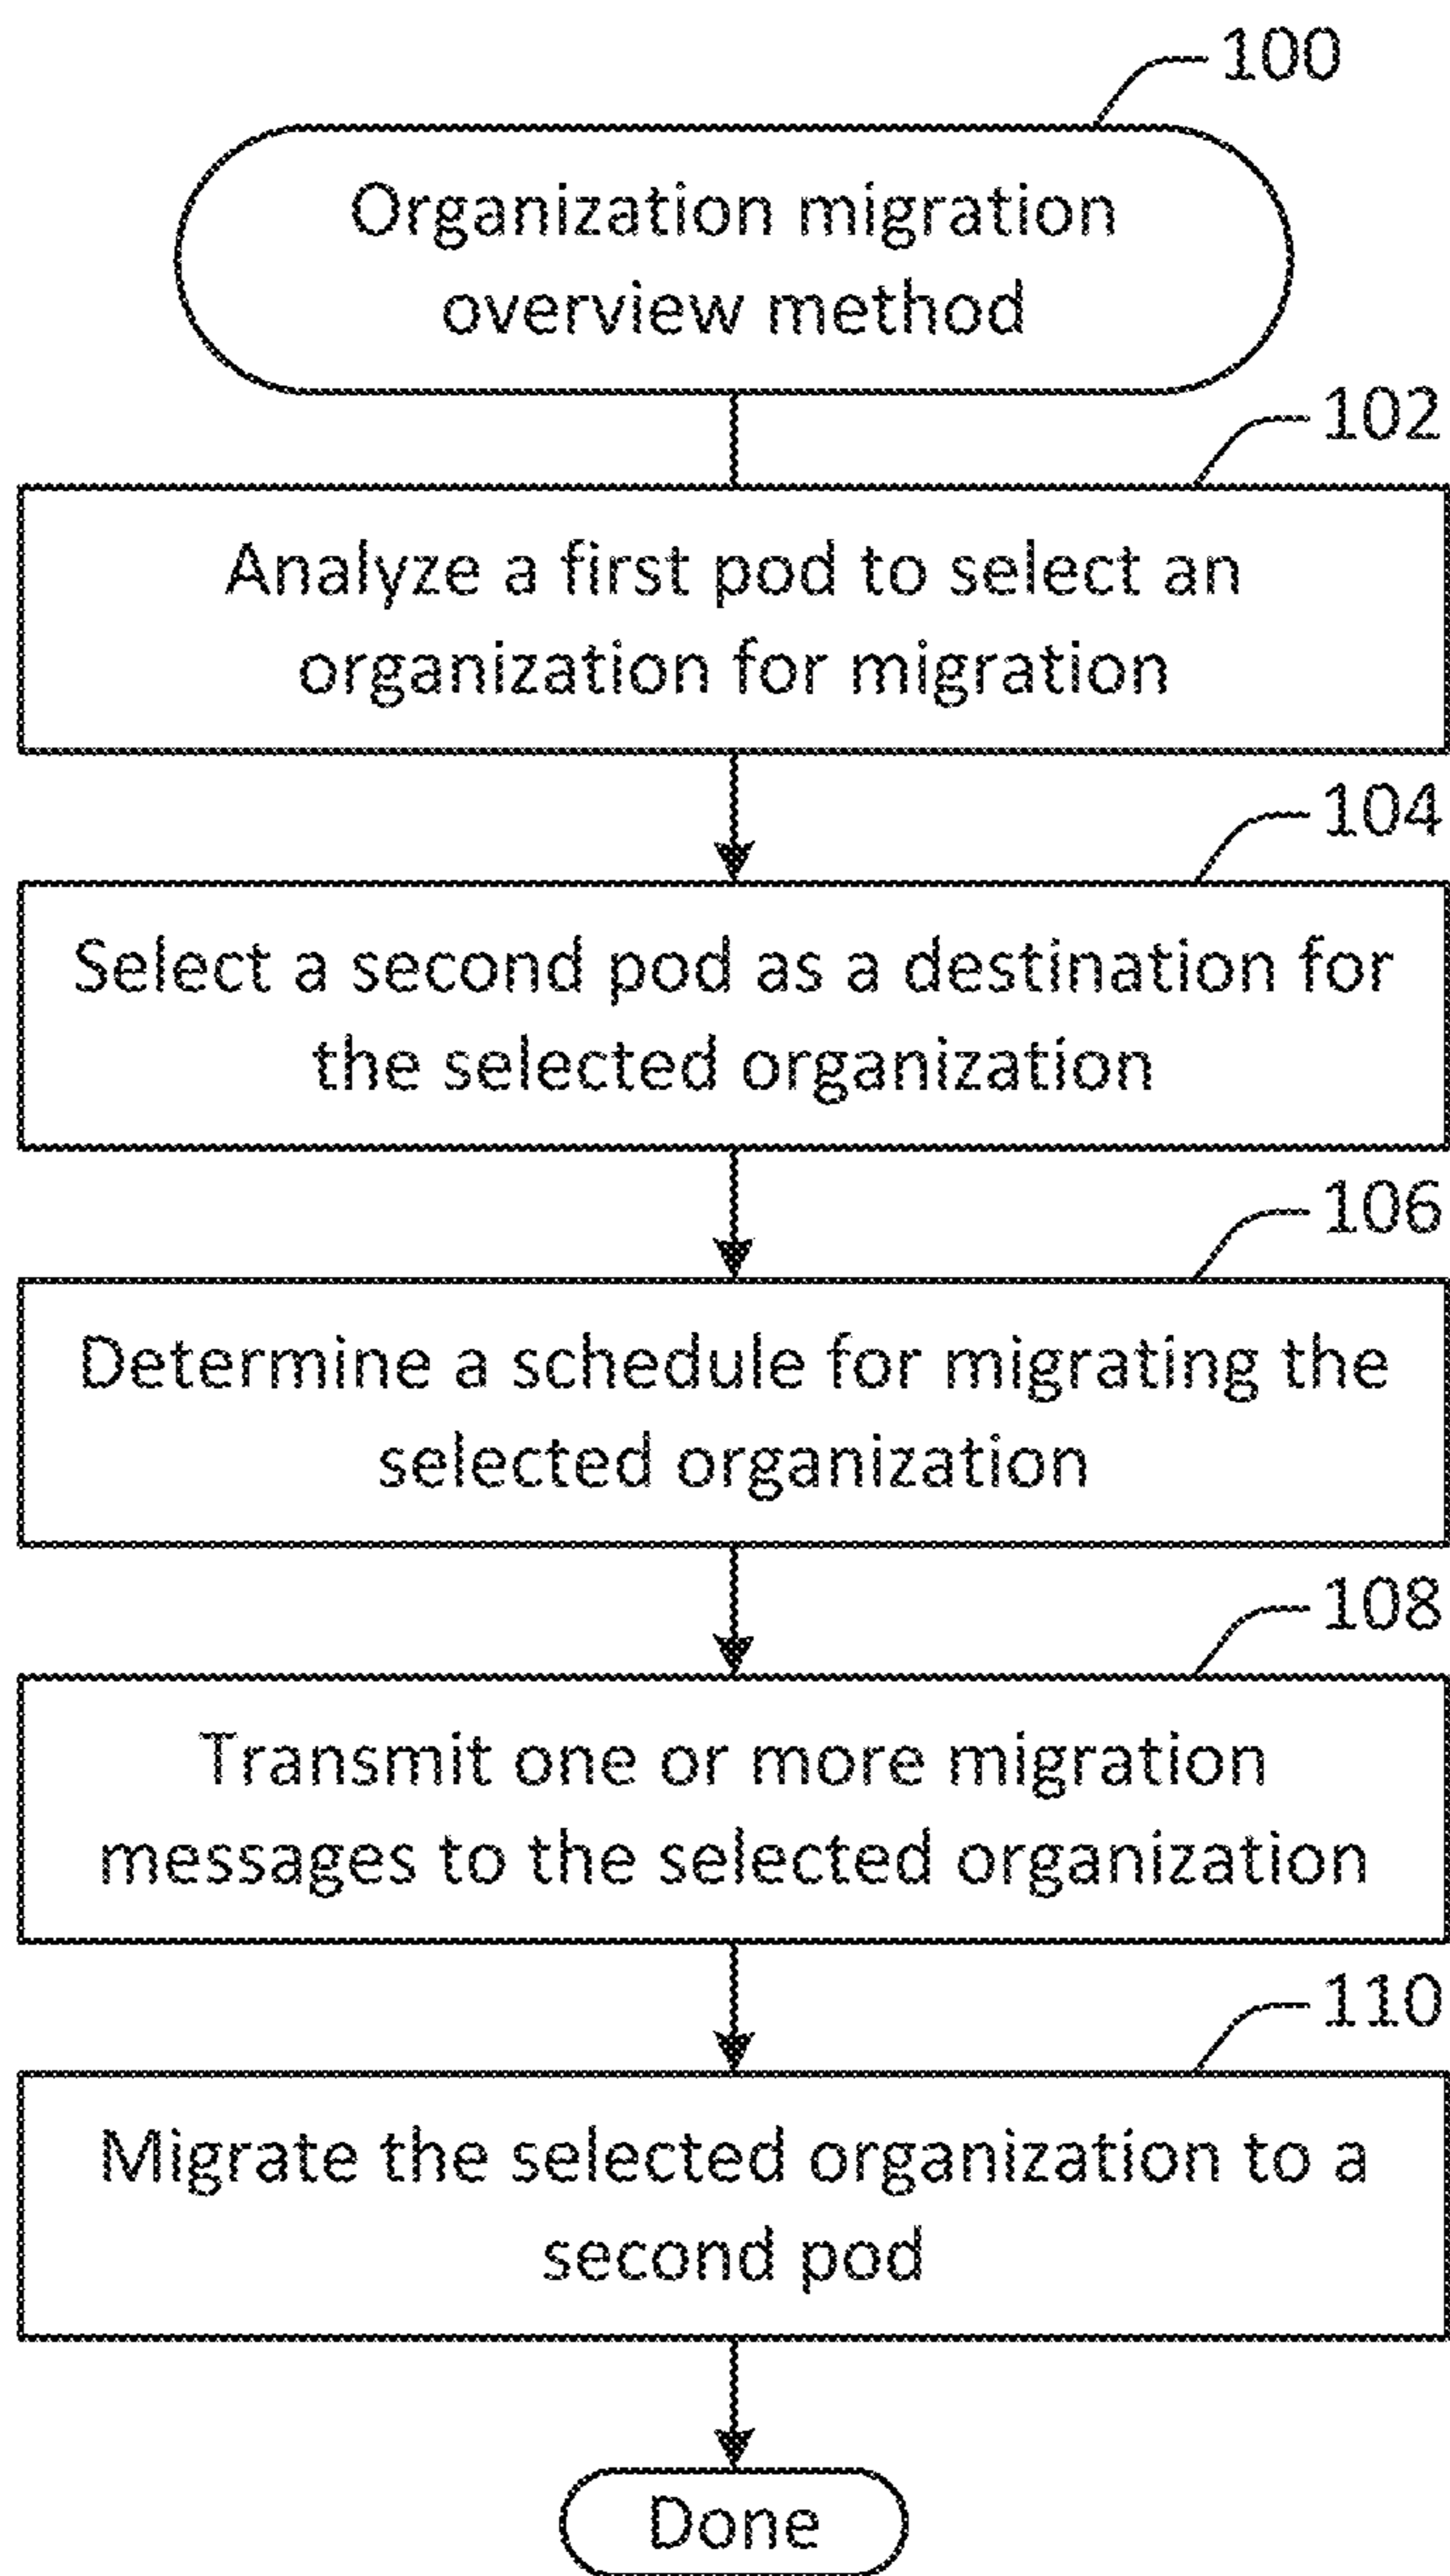 100
Organization migration
overview method
102
Analyze a first pod to select an
organization for migration
104
Select a second pod as a destination for
the selected organization
106
Determine a schedule for migrating the
selected organization
108
Transmit one or more migration
messages to the selected organization
110
Migrate the selected organization to a
second pod
Done